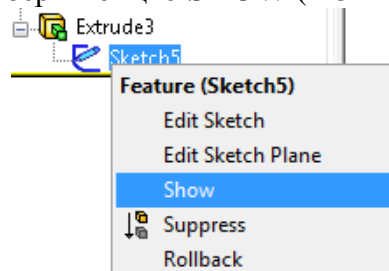 Extrude3
Sketch5
Feature (Sketch5)
Edit Sketch
Edit Sketch Plane
Show
Suppress
Rollback